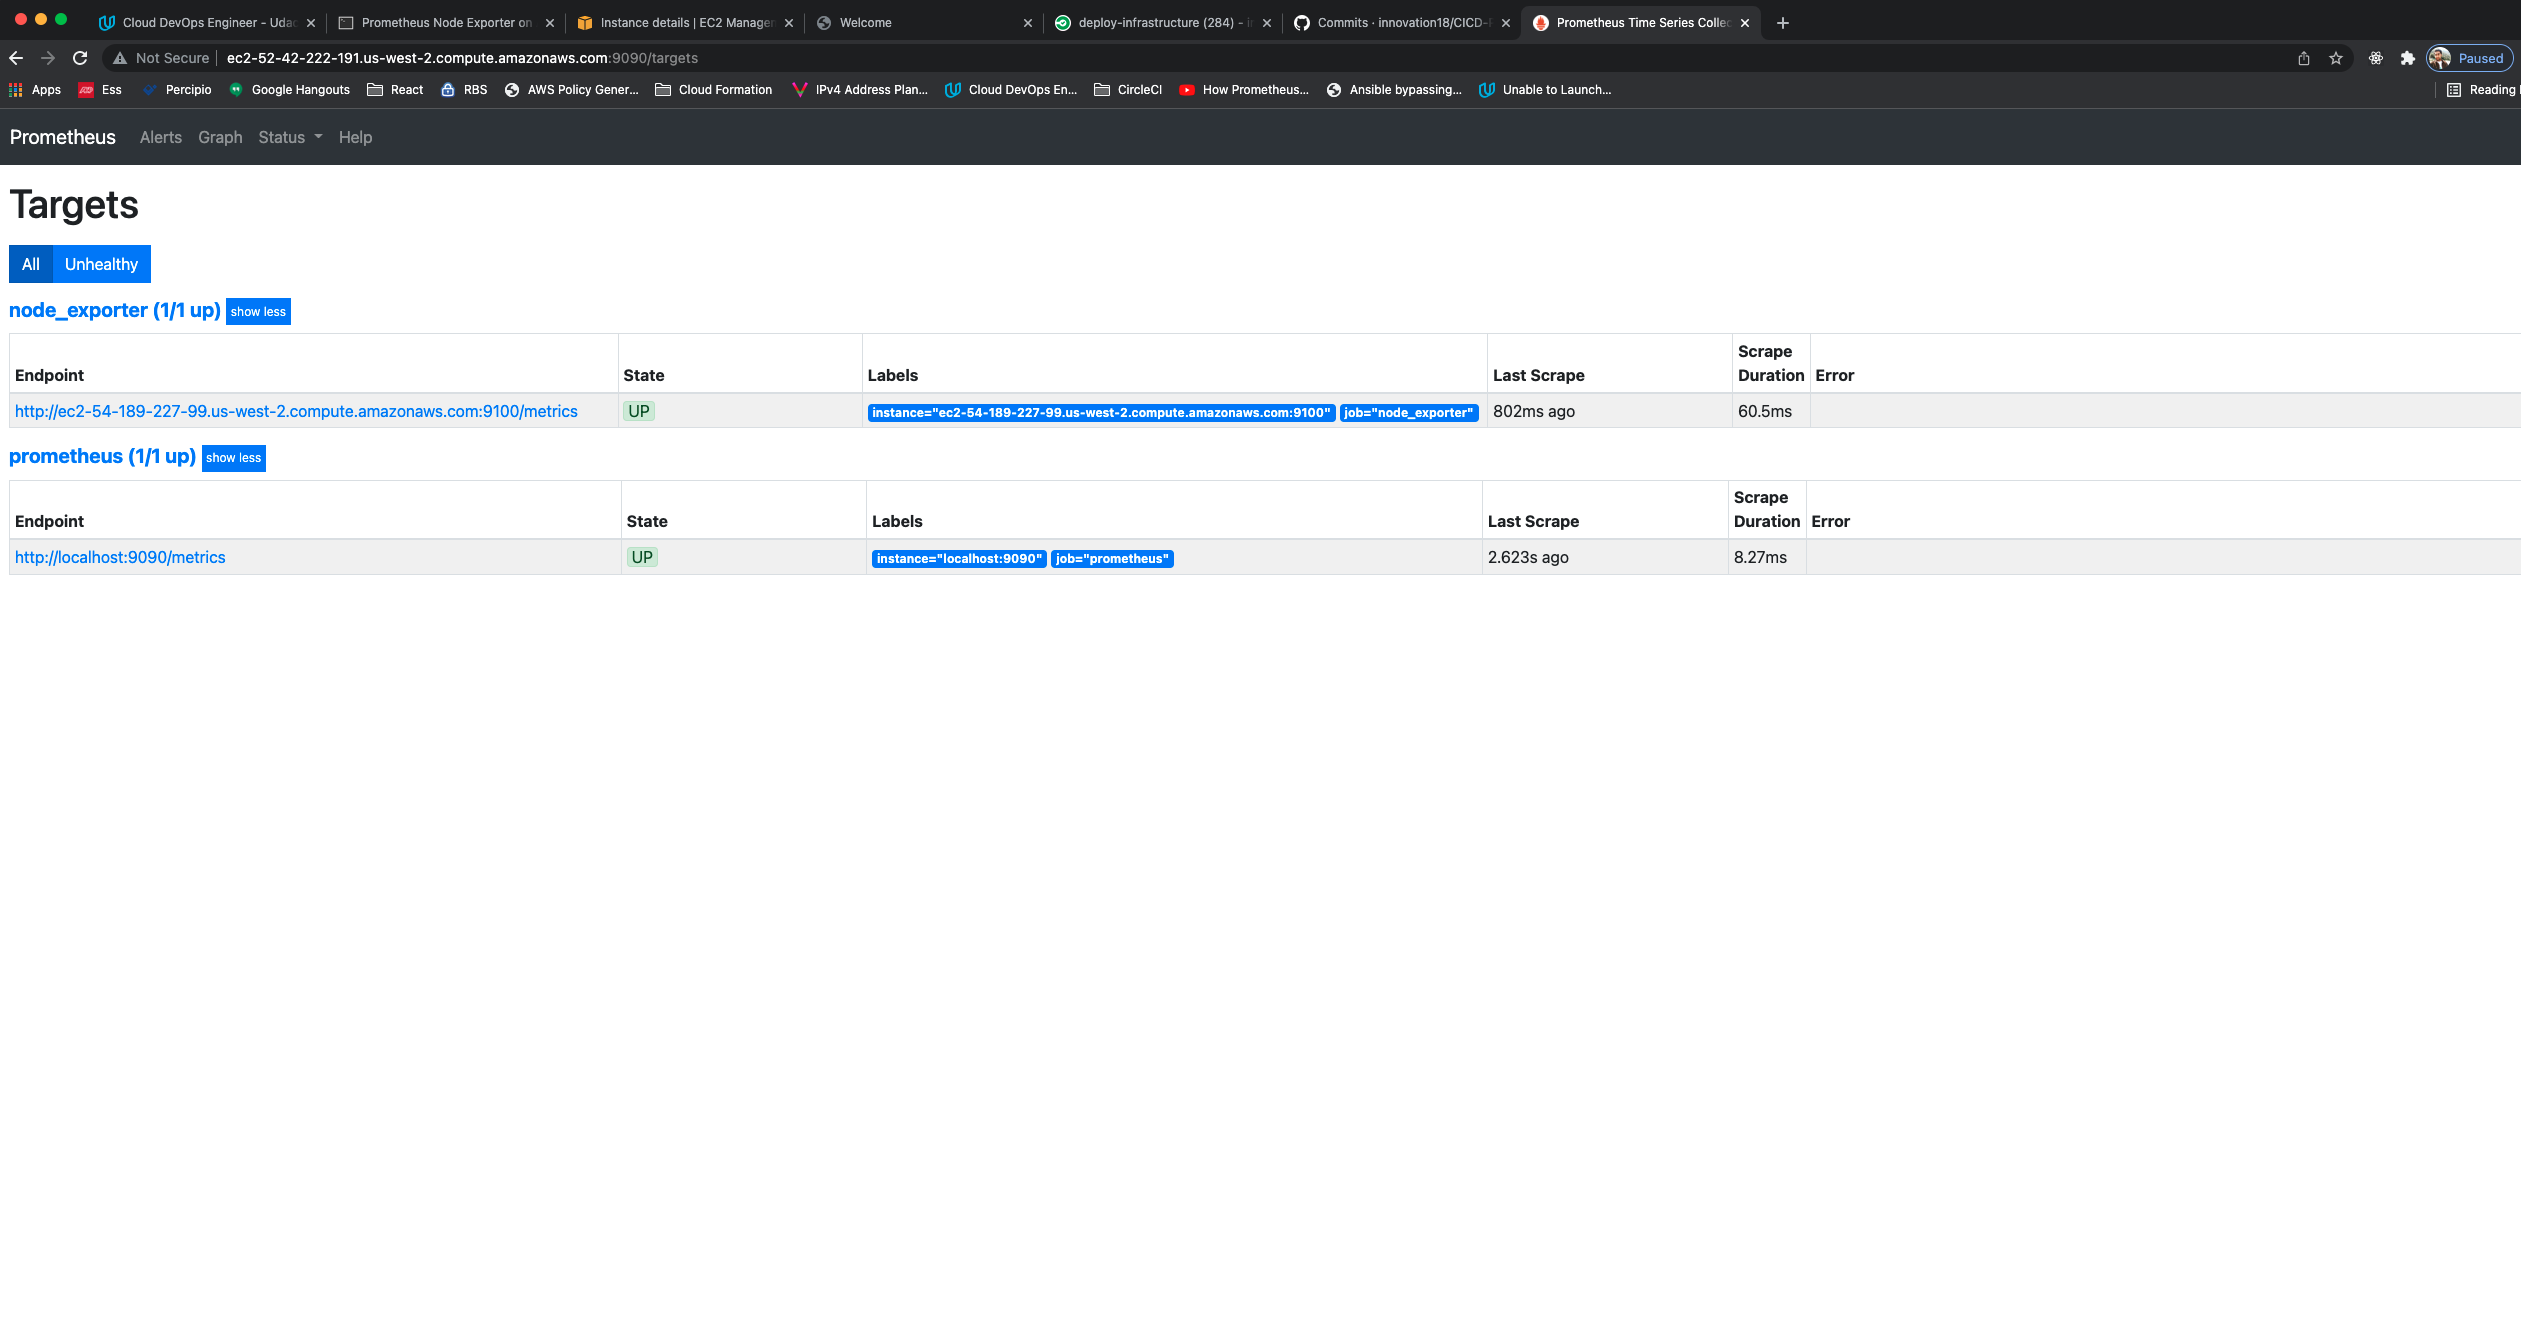 Cloud DevOps Engineer - Udac
Prometheus Node Exporter on
Instance details | EC2 Manager
Welcome
deploy-infrastructure (284) - in
Commits · innovation18/CICD-P
Prometheus Time Series Collec
Not Secure ec2-52-42-222-191.us-west-2.compute.amazonaws.com:9090/targets Paused
Apps Ess Percipio Google Hangouts React RBS AWS Policy Gener... Cloud Formation IPv4 Address Plan... Cloud DevOps En... CircleCI How Prometheus... Ansible bypassing... Unable to Launch... Reading
Prometheus Alerts Graph Status Help
Targets
All Unhealthy
node_exporter (1/1 up) show less
Endpoint State Labels Last Scrape Scrape Duration Error
http://ec2-54-189-227-99.us-west-2.compute.amazonaws.com:9100/metrics UP instance="ec2-54-189-227-99.us-west-2.compute.amazonaws.com:9100" job="node_exporter" 802ms ago 60.5ms
prometheus (1/1 up) show less
Endpoint State Labels Last Scrape Scrape Duration Error
http://localhost:9090/metrics UP instance="localhost:9090" job="prometheus" 2.623s ago 8.27ms